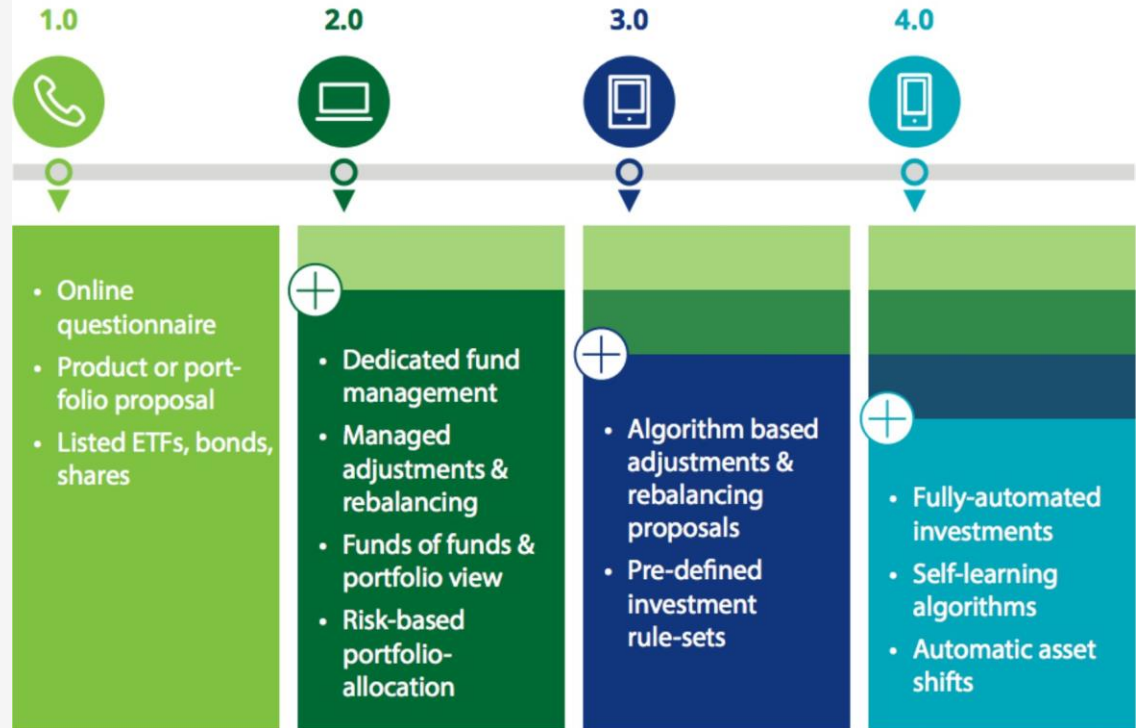 1.0
2.0
3.0
4.0
• Online
questionnaire
• Product or port-
folio proposal
• Listed ETFs, bonds,
shares
• Dedicated fund
management
• Managed
adjustments &
rebalancing
• Funds of funds &
portfolio view
• Risk-based
portfolio-
allocation
• Algorithm based
adjustments &
rebalancing
proposals
• Pre-defined
investment
rule-sets
• Fully-automated
investments
• Self-learning
algorithms
• Automatic asset
shifts